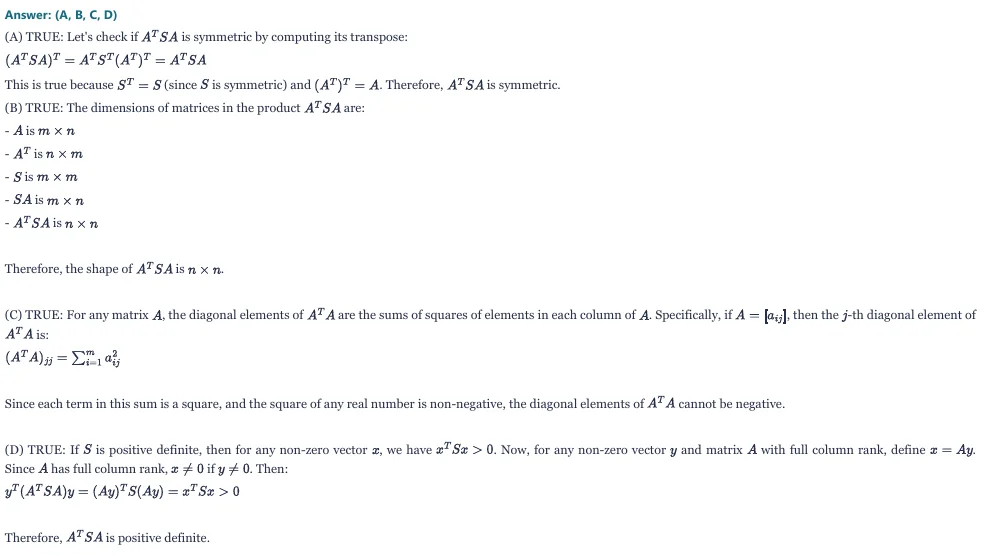 Answer: (A, B, C, D)
(A) TRUE: Let's check if AᵀSA is symmetric by computing its transpose:
(AᵀSA)ᵀ = AᵀSᵀ(Aᵀ)ᵀ = AᵀSA
This is true because Sᵀ = S (since S is symmetric) and (Aᵀ)ᵀ = A. Therefore, AᵀSA is symmetric.
(B) TRUE: The dimensions of matrices in the product AᵀSA are:
- A is m × n
- Aᵀ is n × m
- S is m × m
- SA is m × n
- AᵀSA is n × n
Therefore, the shape of AᵀSA is n × n.
(C) TRUE: For any matrix A, the diagonal elements of AᵀA are the sums of squares of elements in each column of A. Specifically, if A = [aᵢⱼ], then the j-th diagonal element of
AᵀA is:
(AᵀA)ⱼⱼ = ∑ᵢ₌₁ᵐ aᵢⱼ²
Since each term in this sum is a square, and the square of any real number is non-negative, the diagonal elements of AᵀA cannot be negative.
(D) TRUE: If S is positive definite, then for any non-zero vector x, we have xᵀSx > 0. Now, for any non-zero vector y and matrix A with full column rank, define x = Ay.
Since A has full column rank, x ≠ 0 if y ≠ 0. Then:
yᵀ(AᵀSA)y = (Ay)ᵀS(Ay) = xᵀSx > 0
Therefore, AᵀSA is positive definite.